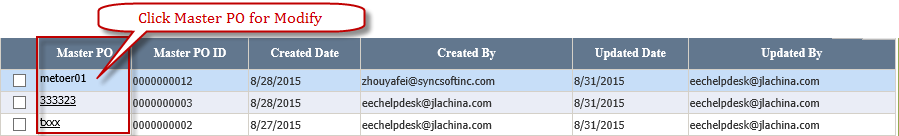 Click Master PO for Modify
Master PO Master PO ID Created Date Created By Updated Date Updated By
metoer01 0000000012 8/28/2015 zhouyafei@syncsoftinc.com 8/31/2015 eechelpdesk@jlachina.com
333323 0000000003 8/28/2015 eechelpdesk@jlachina.com 8/31/2015 eechelpdesk@jlachina.com
txxx 0000000002 8/27/2015 eechelpdesk@jlachina.com 8/31/2015 eechelpdesk@jlachina.com